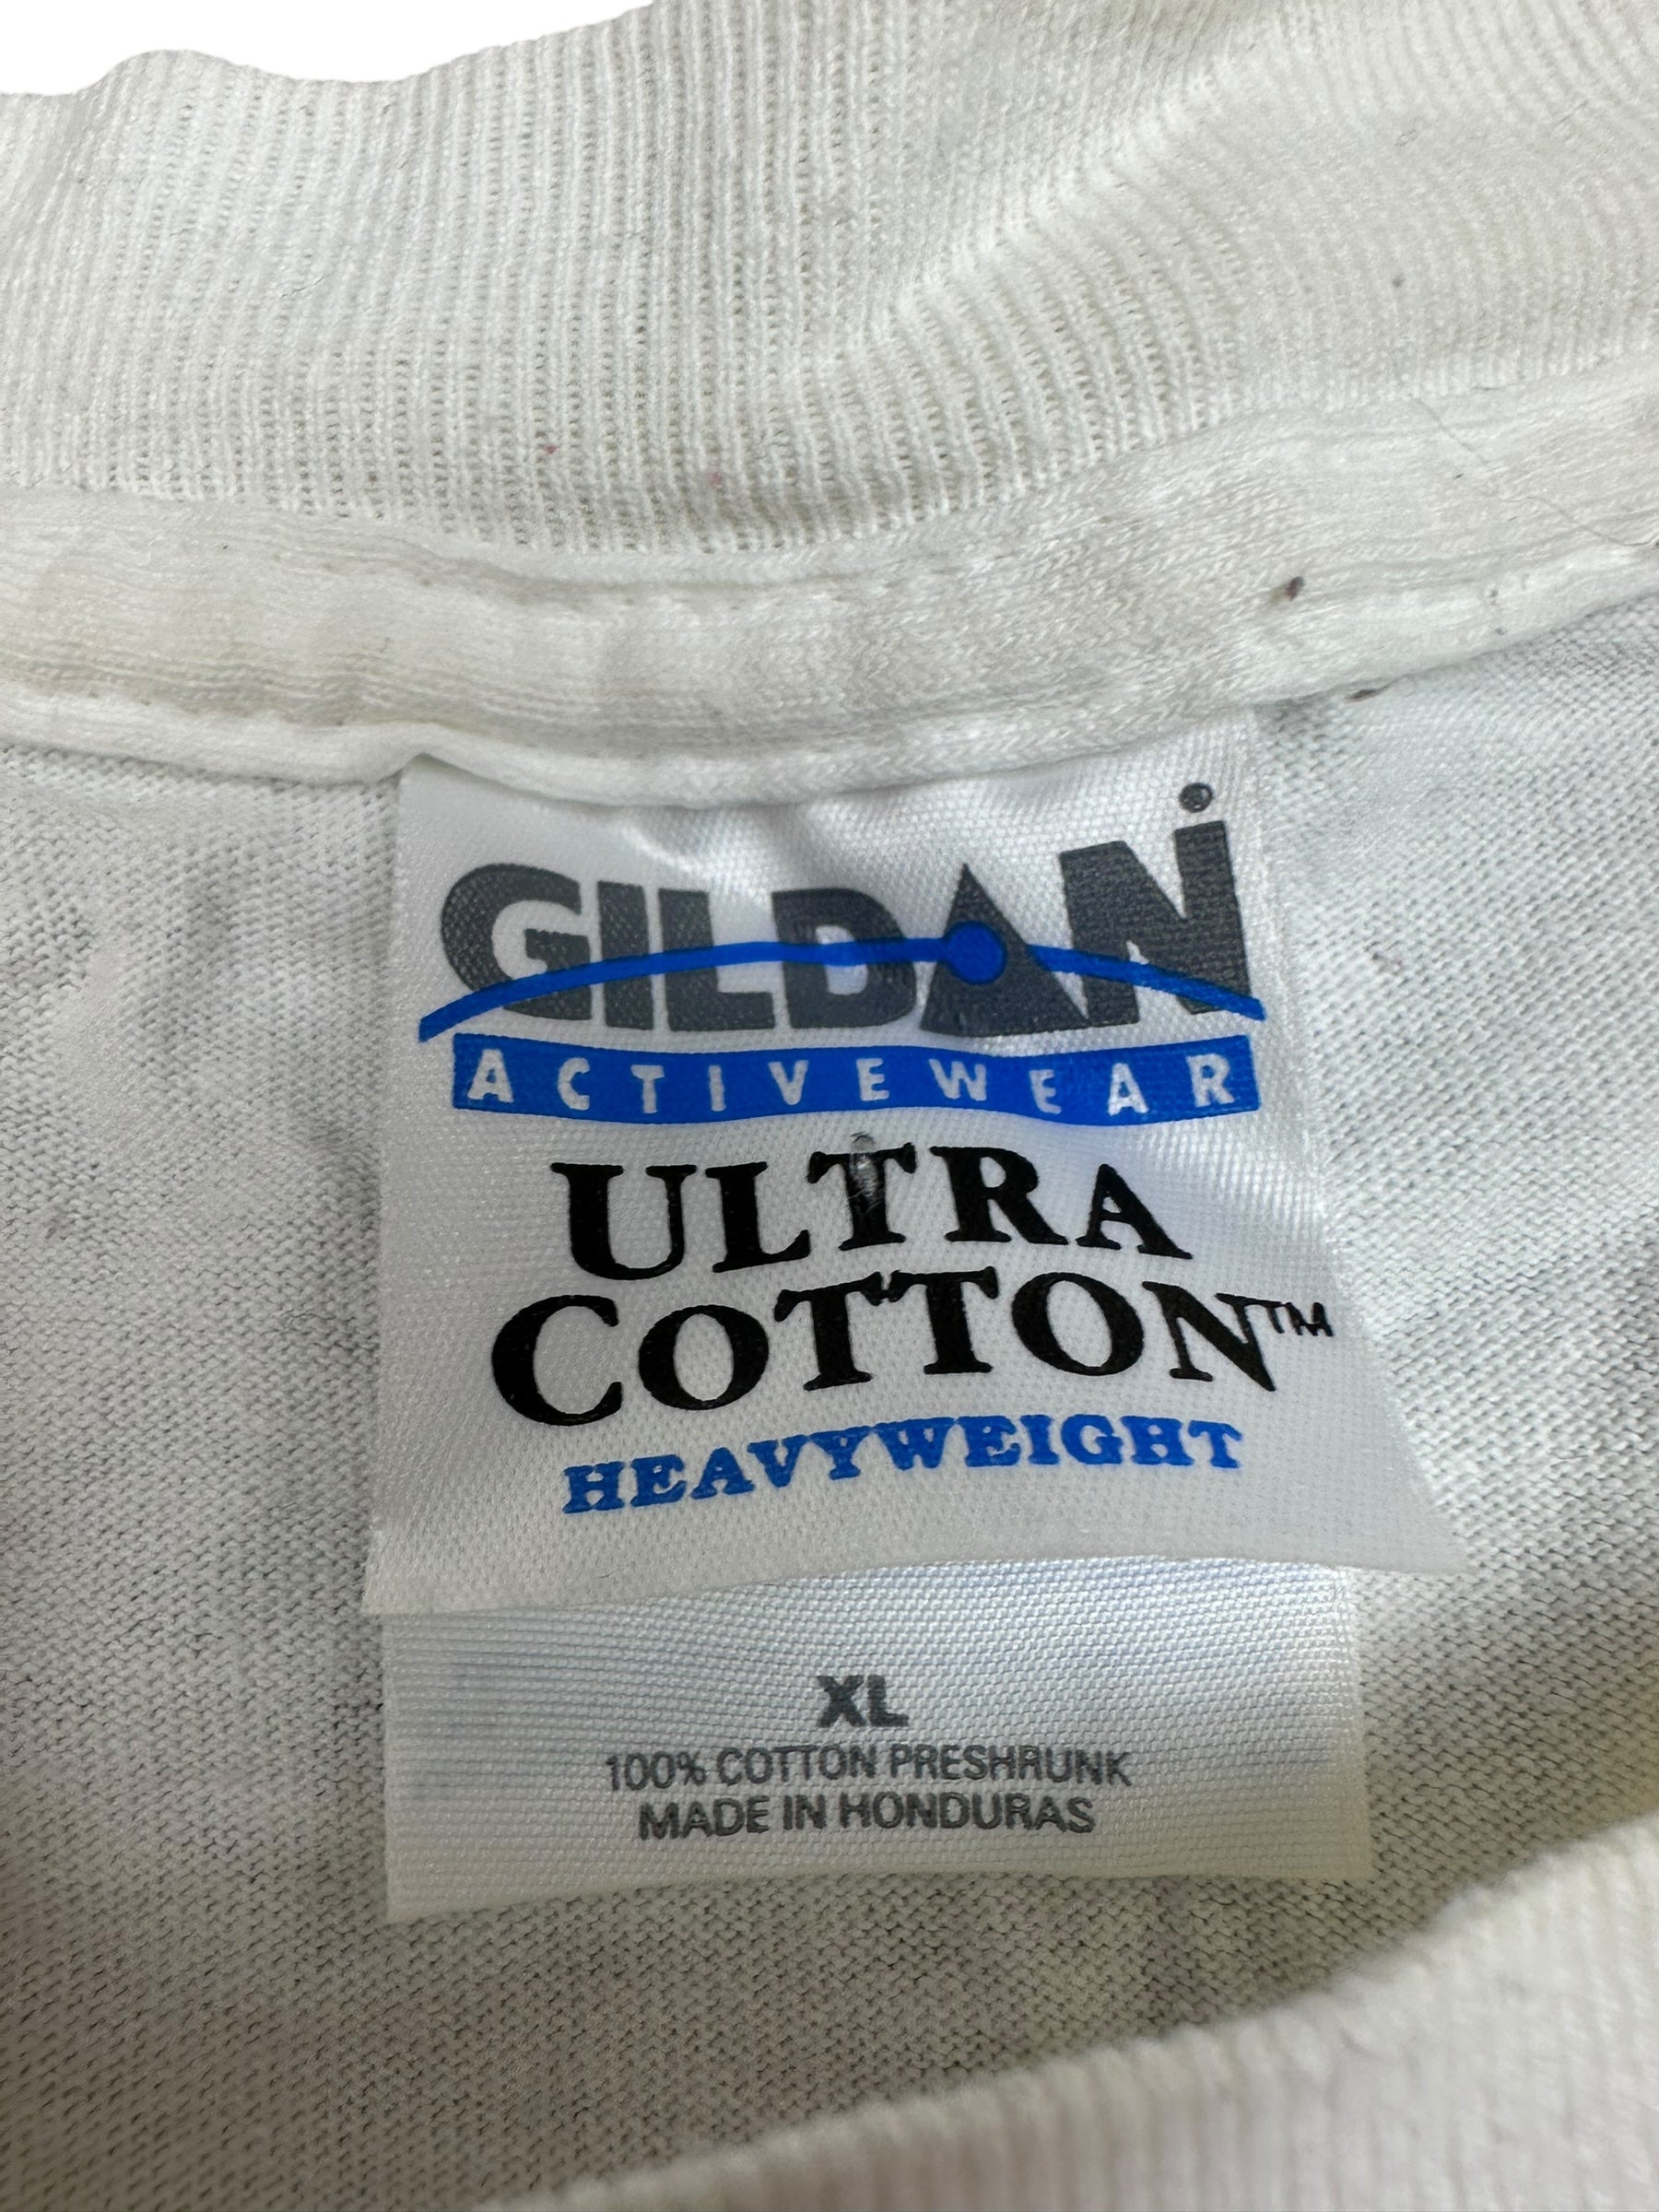 GILDAN
ACTIVEWEAR
ULTRA
COTTON™
HEAVYWEIGHT
XL
100% COTTON PRESHRUNK
MADE IN HONDURAS